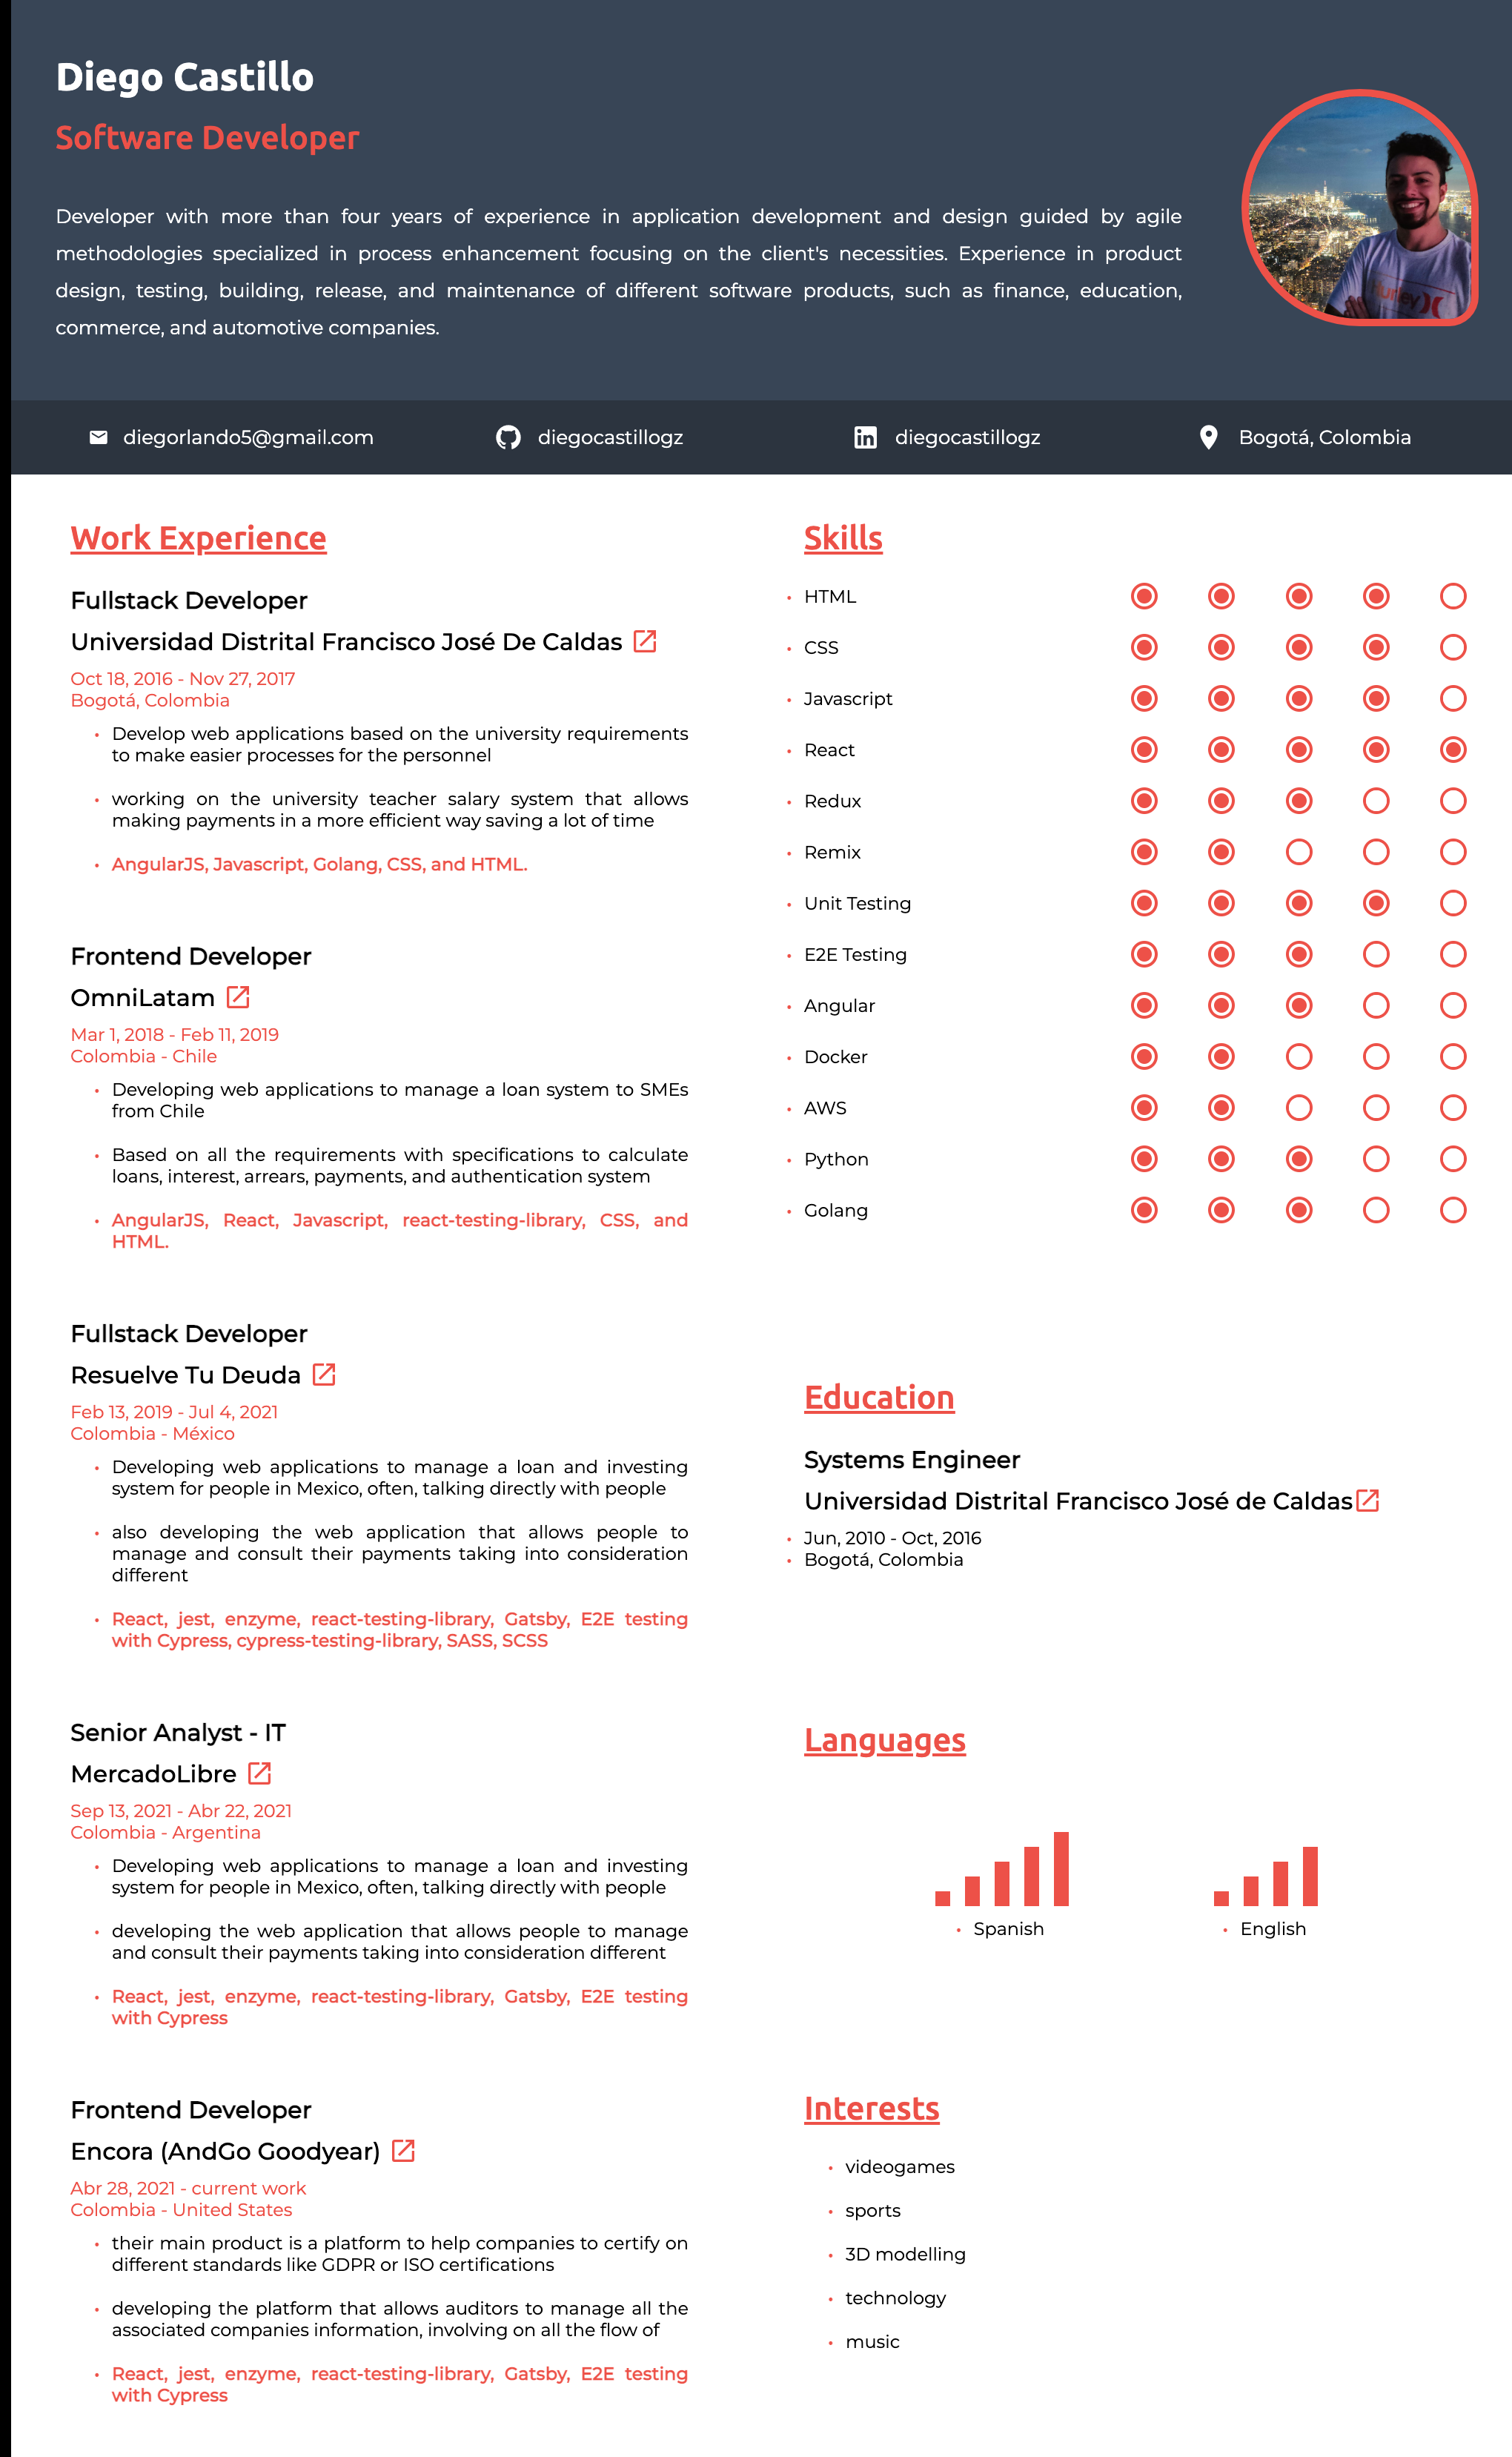 Diego Castillo
Software Developer
Developer with more than four years of experience in application development and design guided by agile
methodologies specialized in process enhancement focusing on the client's necessities. Experience in product
design, testing, building, release, and maintenance of different software products, such as finance, education,
commerce, and automotive companies.
Hurley
diegorlando5@gmail.com
diegocastillogz
diegocastillogz
Bogotá, Colombia
Work Experience
Fullstack Developer
Universidad Distrital Francisco José De Caldas
Oct 18, 2016 - Nov 27, 2017
Bogotá, Colombia
• Develop web applications based on the university requirements
to make easier processes for the personnel
• working on the university teacher salary system that allows
making payments in a more efficient way saving a lot of time
• AngularJS, Javascript, Golang, CSS, and HTML.
Frontend Developer
OmniLatam
Mar 1, 2018 - Feb 11, 2019
Colombia - Chile
• Developing web applications to manage a loan system to SMEs
from Chile
• Based on all the requirements with specifications to calculate
loans, interest, arrears, payments, and authentication system
• AngularJS, React, Javascript, react-testing-library, CSS, and
HTML.
Fullstack Developer
Resuelve Tu Deuda
Feb 13, 2019 - Jul 4, 2021
Colombia - México
• Developing web applications to manage a loan and investing
system for people in Mexico, often, talking directly with people
• also developing the web application that allows people to
manage and consult their payments taking into consideration
different
• React, jest, enzyme, react-testing-library, Gatsby, E2E testing
with Cypress, cypress-testing-library, SASS, SCSS
Senior Analyst - IT
MercadoLibre
Sep 13, 2021 - Abr 22, 2021
Colombia - Argentina
• Developing web applications to manage a loan and investing
system for people in Mexico, often, talking directly with people
• developing the web application that allows people to manage
and consult their payments taking into consideration different
• React, jest, enzyme, react-testing-library, Gatsby, E2E testing
with Cypress
Frontend Developer
Encora (AndGo Goodyear)
Abr 28, 2021 - current work
Colombia - United States
• their main product is a platform to help companies to certify on
different standards like GDPR or ISO certifications
• developing the platform that allows auditors to manage all the
associated companies information, involving on all the flow of
• React, jest, enzyme, react-testing-library, Gatsby, E2E testing
with Cypress
Skills
• HTML
• CSS
• Javascript
• React
• Redux
• Remix
• Unit Testing
• E2E Testing
• Angular
• Docker
• AWS
• Python
• Golang
Education
Systems Engineer
Universidad Distrital Francisco José de Caldas
• Jun, 2010 - Oct, 2016
• Bogotá, Colombia
Languages
• Spanish
• English
Interests
• videogames
• sports
• 3D modelling
• technology
• music